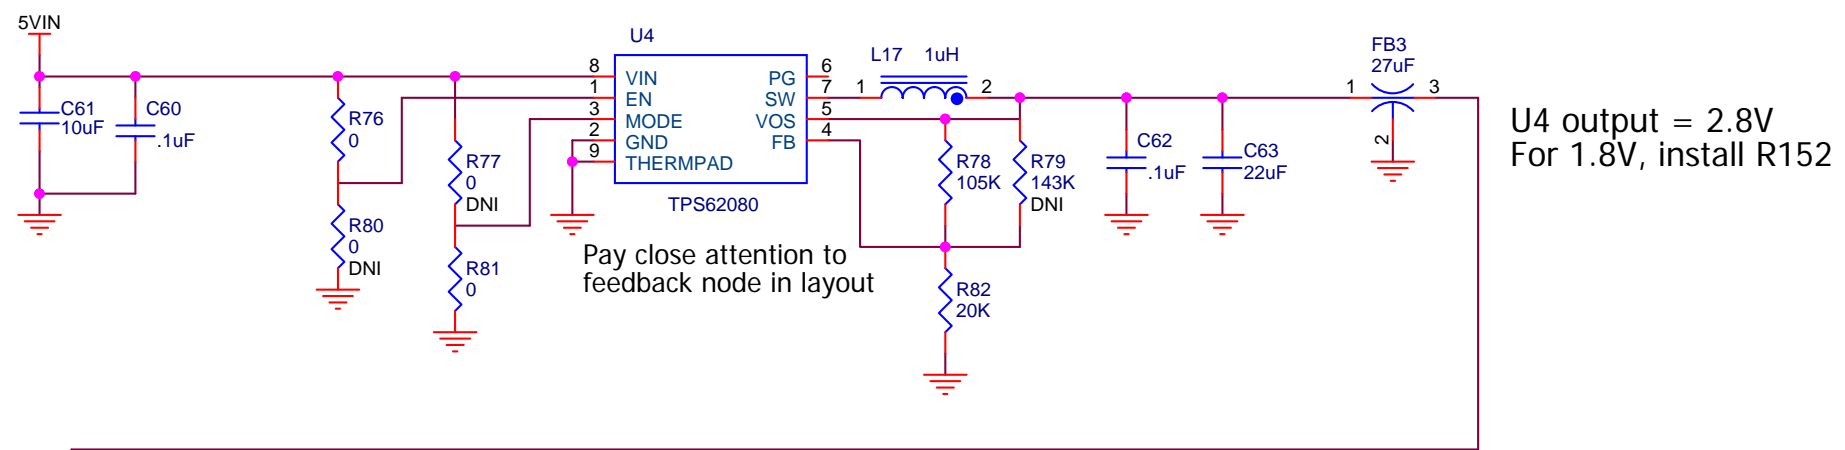 5VIN
C61
10uF
C60
.1uF
R76
0
R80
0
DNI
R77
0
DNI
R81
0
U4
8
1
3
2
9
VIN
EN
MODE
GND
THERMPAD
PG
SW
VOS
FB
6
7
5
4
TPS62080
Pay close attention to
feedback node in layout
L17 1uH
1
2
R78
105K
R79
143K
DNI
R82
20K
C62
.1uF
C63
22uF
FB3
27uF
1
3
2
U4 output = 2.8V
For 1.8V, install R152